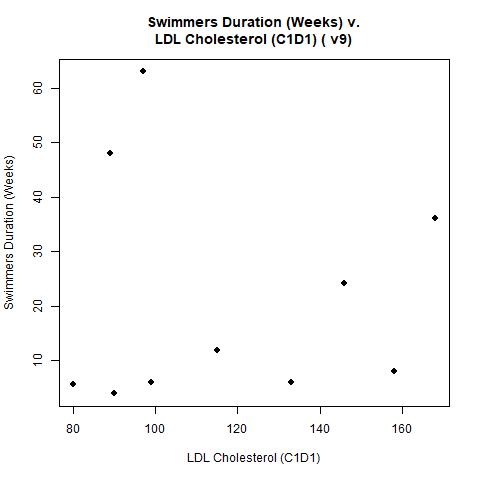 Swimmers Duration (Weeks) v.
LDL Cholesterol (C1D1) ( v9)
Swimmers Duration (Weeks)
60
50
40
30
20
10
80 100 120 140 160
LDL Cholesterol (C1D1)